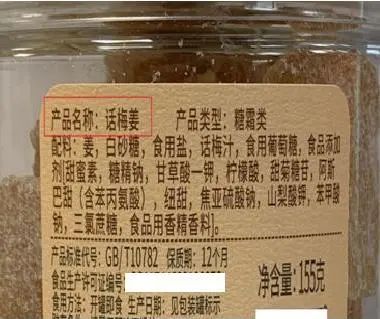 产品名称：话梅姜 产品类型：糖霜类
配料：姜，白砂糖，食用盐，话梅汁，食用葡萄糖，食品添加
剂[甜蜜素，糖精钠，甘草酸一钾，柠檬酸，甜菊糖苷，阿斯
巴甜（含苯丙氨酸），纽甜，焦亚硫酸钠，山梨酸钾，苯甲酸
钠，三氯蔗糖，食品用香精香料]。
产品标准代号：GB/T10782 保质期：12个月
食品生产许可证编号：
净含量：155克
食用方法：开罐即食 生产日期：见包装罐标示